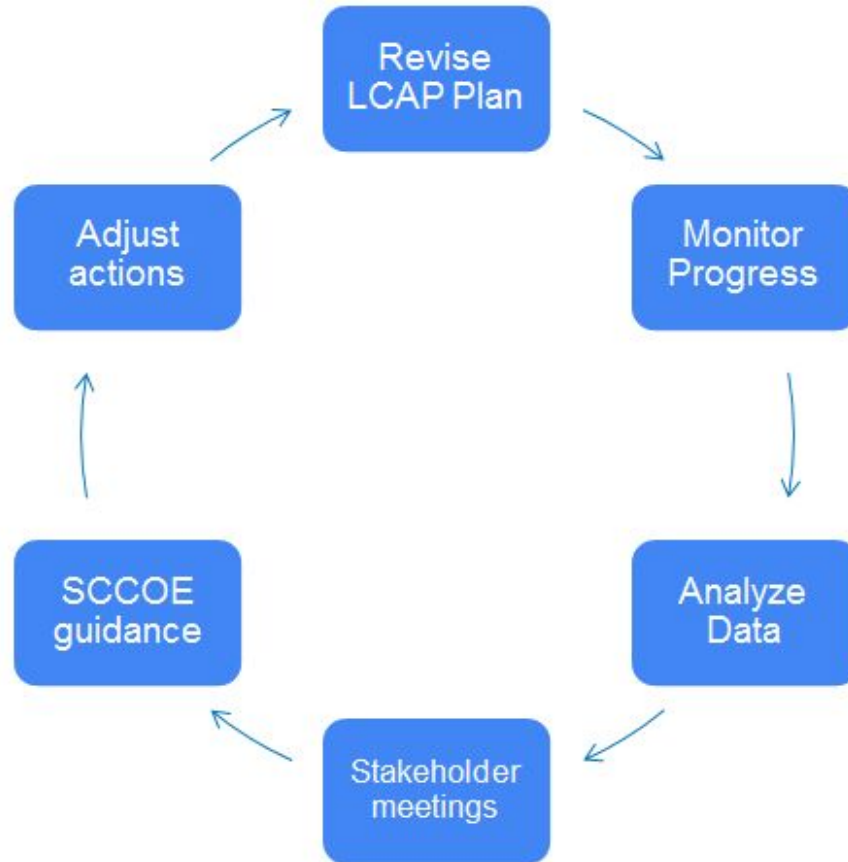 Revise
LCAP Plan
Monitor
Progress
Analyze
Data
Stakeholder
meetings
SCCOE
guidance
Adjust
actions